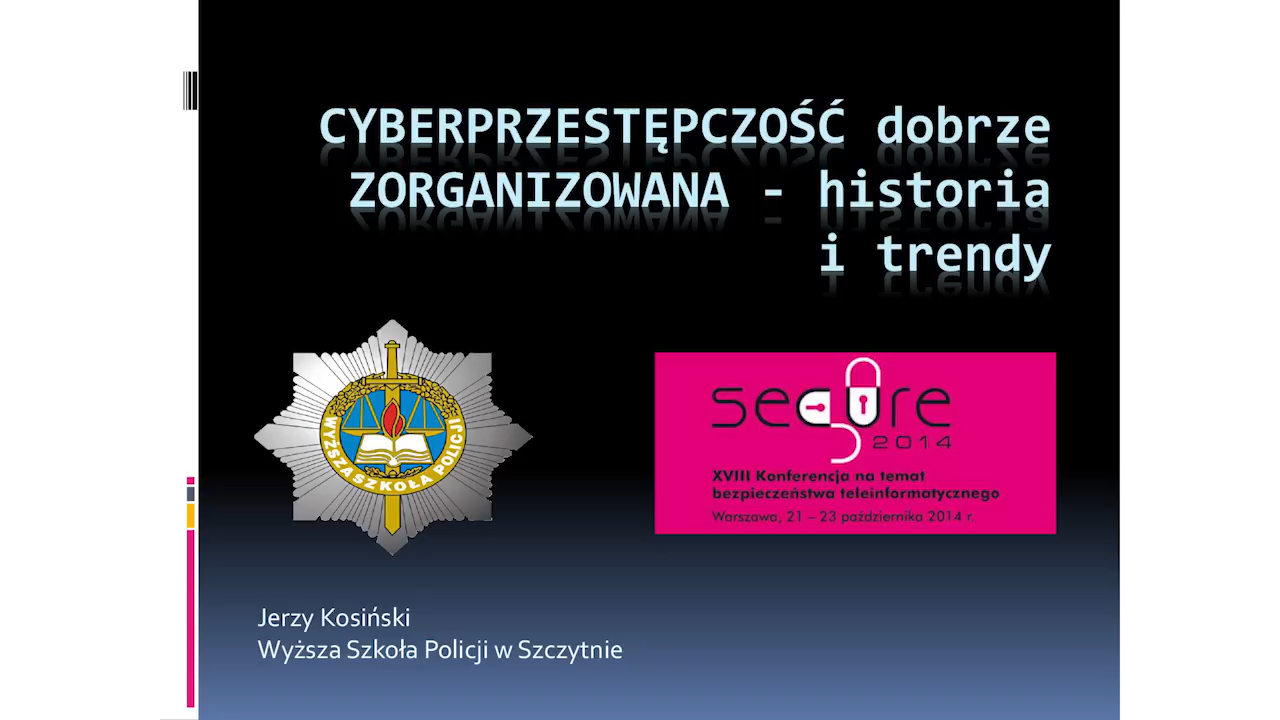 CYBERPRZESTĘPCZOŚĆ dobrze
ZORGANIZOWANA - historia
i trendy
WYŻSZA SZKOŁA POLICJI
secure
2014
XVIII Konferencja na temat
bezpieczeństwa teleinformatycznego
Warszawa, 21 – 23 października 2014 r.
Jerzy Kosiński
Wyższa Szkoła Policji w Szczytnie